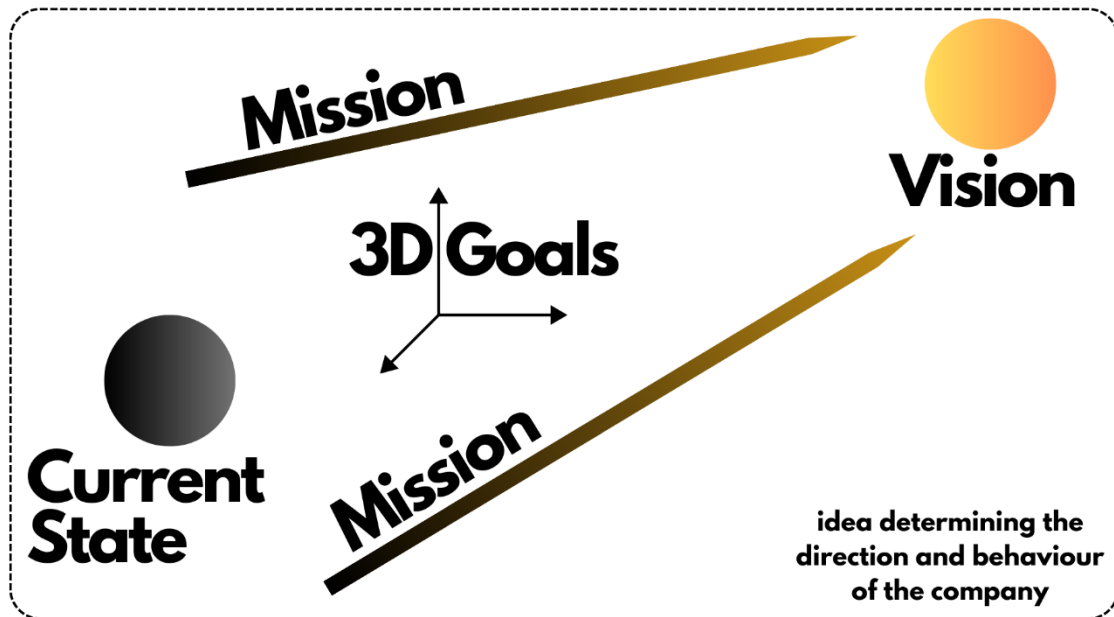 Mission
Vision
3D Goals
Current
State
Mission
idea determining the
direction and behaviour
of the company